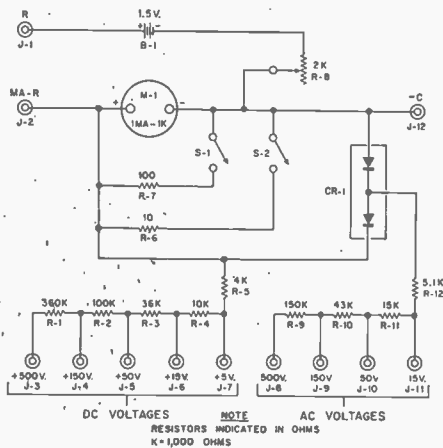 R
J-1
1.5V.
+ -
B-1
2K
R-8
MA-R
J-2
+
M-1
-
1MA-1K
-C
J-12
S-1
S-2
CR-1
100
R-7
10
R-6
4K
R-5
5.1K
R-12
360K
R-1
100K
R-2
36K
R-3
10K
R-4
150K
R-9
43K
R-10
15K
R-11
+500V.
J-3
+150V.
J-4
+50V
J-5
+15V.
J-6
+5V.
J-7
500V.
J-8
150V
J-9
50V
J-10
15V.
J-11
DC VOLTAGES
AC VOLTAGES
NOTE
RESISTORS INDICATED IN OHMS
K=1,000 OHMS